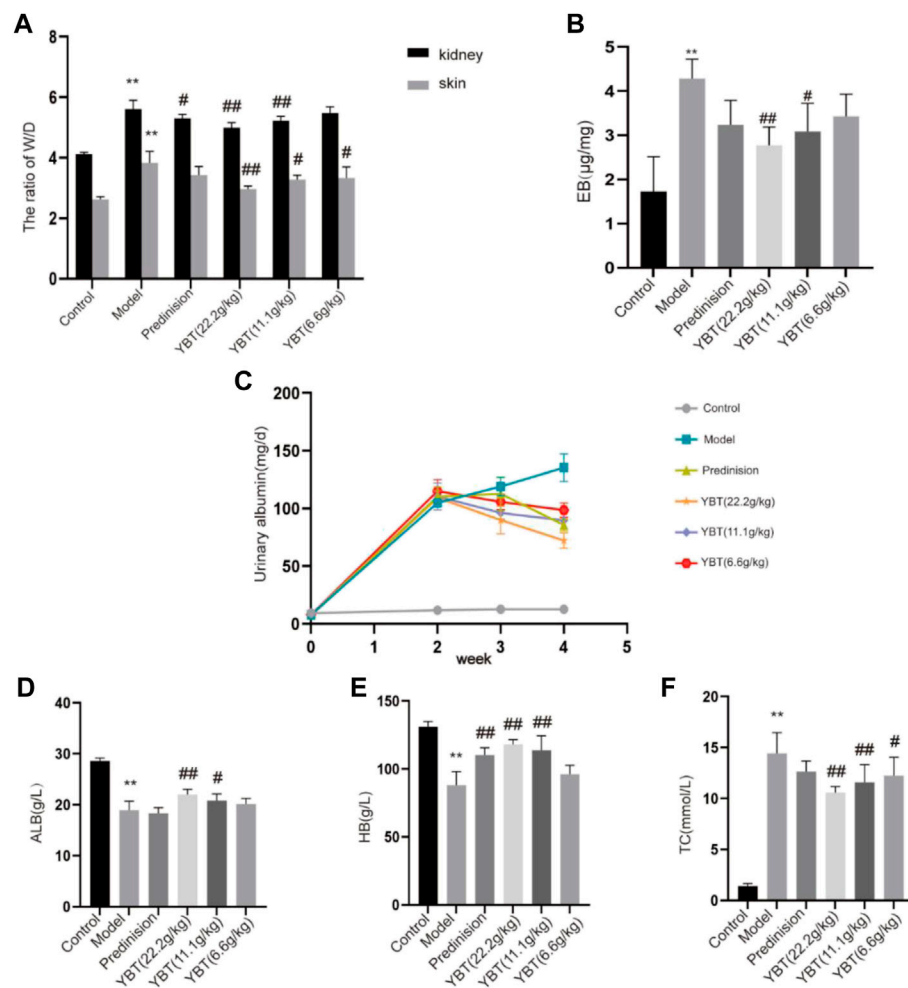 A
The ratio of W/D
8
6
4
2
0
**
**
#
##
##
##
#
#
Control
Model
Predinision
YBT(22.2g/kg)
YBT(11.1g/kg)
YBT(6.6g/kg)
kidney
skin
B
EB(µg/mg)
5
4
3
2
1
0
**
##
#
Control
Model
Predinision
YBT(22.2g/kg)
YBT(11.1g/kg)
YBT(6.6g/kg)
C
Urinary albumin(mg/d)
200
150
100
50
0
0
1
2
3
4
5
week
Control
Model
Predinision
YBT(22.2g/kg)
YBT(11.1g/kg)
YBT(6.6g/kg)
D
ALB(g/L)
40
30
20
10
0
**
##
#
Control
Model
Predinision
YBT(22.2g/kg)
YBT(11.1g/kg)
YBT(6.6g/kg)
E
HB(g/L)
150
100
50
0
**
##
##
##
Control
Model
Predinision
YBT(22.2g/kg)
YBT(11.1g/kg)
YBT(6.6g/kg)
F
TC(mmol/L)
20
15
10
5
0
**
##
##
#
Control
Model
Predinision
YBT(22.2g/kg)
YBT(11.1g/kg)
YBT(6.6g/kg)